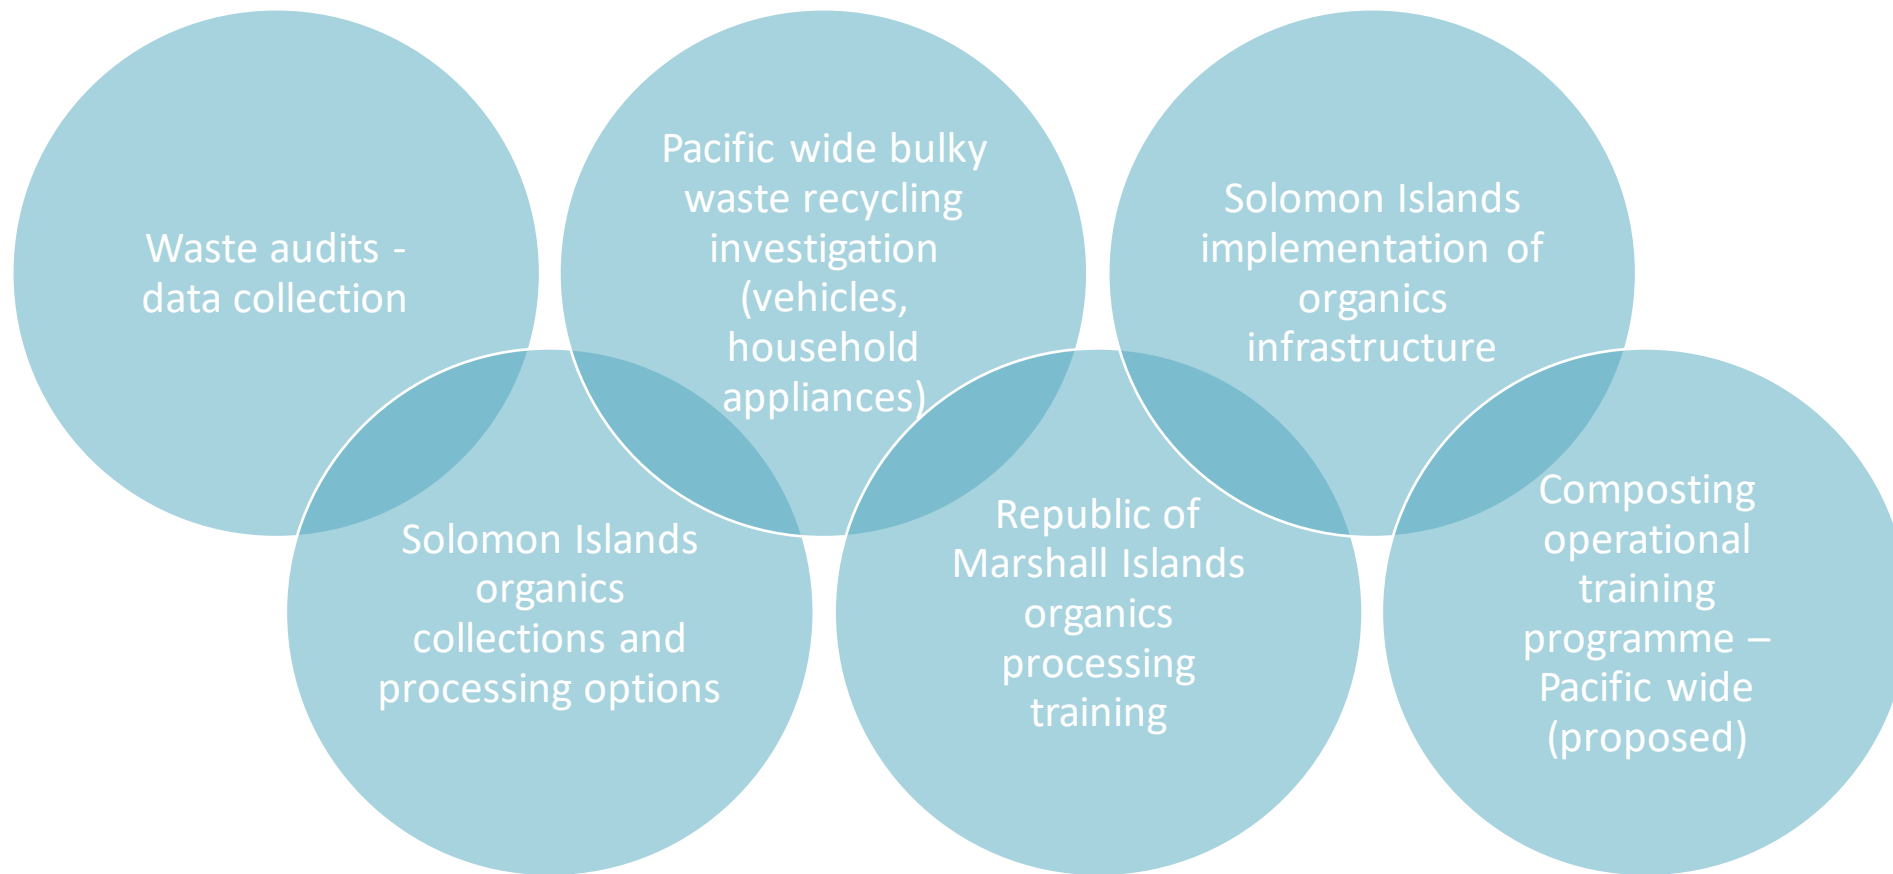 Waste audits -
data collection
Solomon Islands
organics
collections and
processing options
Pacific wide bulky
waste recycling
investigation
(vehicles,
household
appliances)
Republic of
Marshall Islands
organics
processing
training
Solomon Islands
implementation of
organics
infrastructure
Composting
operational
training
programme –
Pacific wide
(proposed)